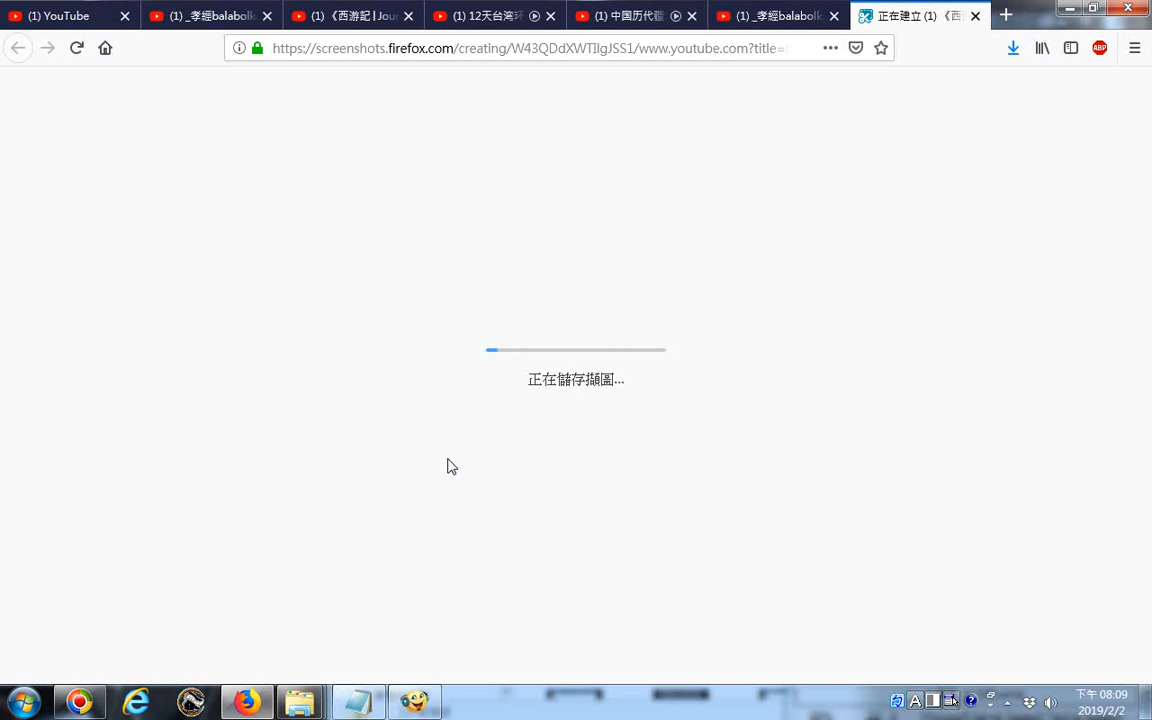 (1) YouTube
(1) _孝經balabolk
(1) 《西游記 | Jou
(1) 12天台湾环
(1) 中国历代疆
(1) _孝經balabolk
正在建立 (1) 《西
https://screenshots.firefox.com/creating/W43QDdXWTIlgJSS1/www.youtube.com?title=
ABP
正在儲存擷圖...
下午 08:09
2019/2/2